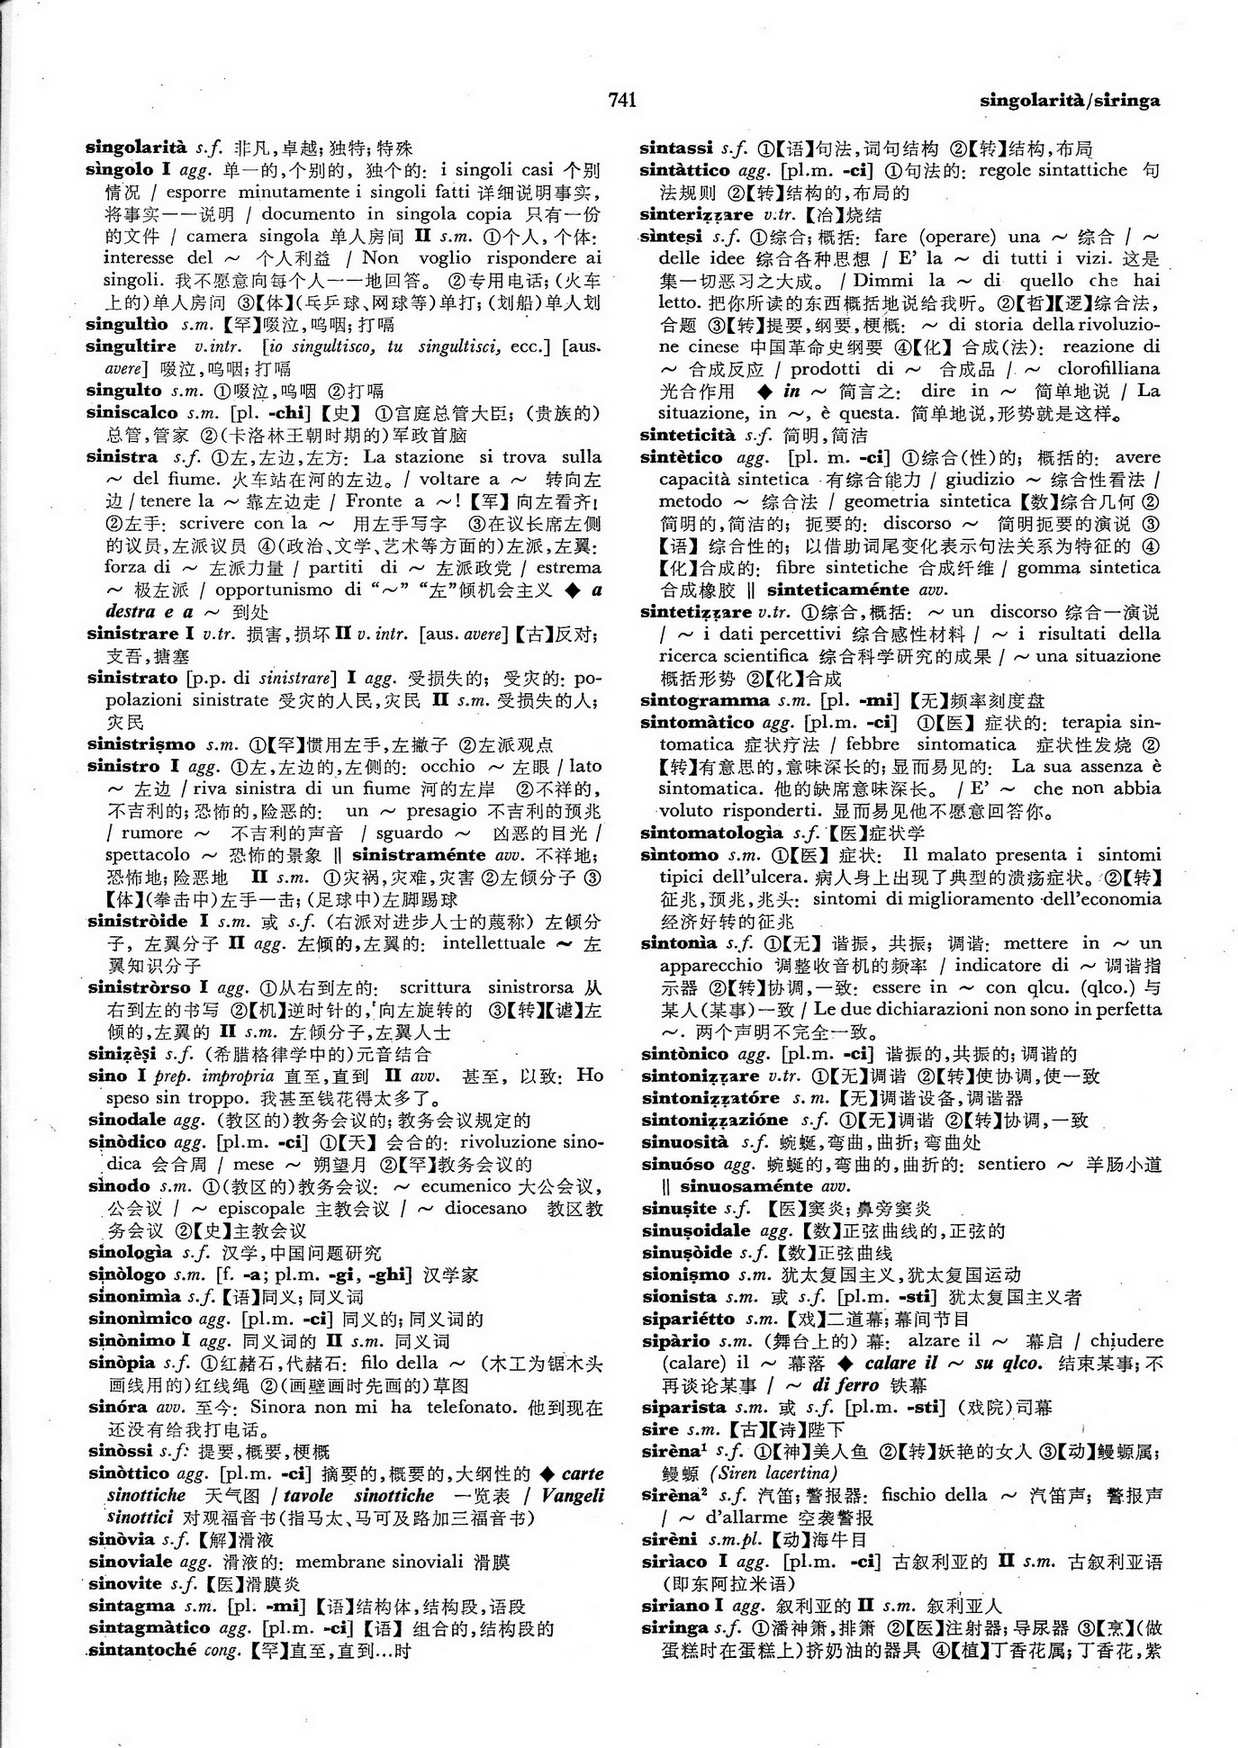 741
singolarità/siringa
singolarità s.f. 非凡,卓越; 独特; 特殊
sìngolo I agg. 单一的,个别的, 独个的: i singoli casi 个别
情况 / esporre minutamente i singoli fatti 详细说明事实,
将事实一一说明 / documento in singola copia 只有一份
的文件 / camera singola 单人房间 II s.m. ①个人,个体:
interesse del ~ 个人利益 / Non voglio rispondere ai
singoli. 我不愿意向每个人一一地回答。 ②专用电话; (火车
上的)单人房间 ③【体】(乓乒球、网球等)单打; (划船)单人划
singultìo s.m. 【罕】啜泣,呜咽; 打嗝
singultire v.intr. [io singultisco, tu singultisci, ecc.] [aus.
avere] 啜泣,呜咽; 打嗝
singulto s.m. ①啜泣,呜咽 ②打嗝
siniscalco s.m. [pl. -chi]【史】 ①宫庭总管大臣; (贵族的)
总管,管家 ②(卡洛林王朝时期的)军政首脑
sinistra s.f. ①左,左边,左方: La stazione si trova sulla
~ del fiume. 火车站在河的左边。/ voltare a ~ 转向左
边 / tenere la ~ 靠左边走 / Fronte a ~! 【军】向左看齐!
②左手: scrivere con la ~ 用左手写字 ③在议长席左侧
的议员,左派议员 ④(政治、文学、艺术等方面的)左派,左翼:
forza di ~ 左派力量 / partiti di ~ 左派政党 / estrema
~ 极左派 / opportunismo di “~” “左”倾机会主义 ◆ a
destra e a ~ 到处
sinistrare I v.tr. 损害,损坏 II v. intr. [aus. avere]【古】反对;
支吾,搪塞
sinistrato [p.p. di sinistrare] I agg. 受损失的; 受灾的: po-
polazioni sinistrate 受灾的人民,灾民 II s.m. 受损失的人;
灾民
sinistriṣmo s.m. ①【罕】惯用左手,左撇子 ②左派观点
sinistro I agg. ①左,左边的,左侧的: occhio ~ 左眼 / lato
~ 左边 / riva sinistra di un fiume 河的左岸 ②不祥的,
不吉利的; 恐怖的,险恶的: un ~ presagio 不吉利的预兆
/ rumore ~ 不吉利的声音 / sguardo ~ 凶恶的目光 /
spettacolo ~ 恐怖的景象 ‖ sinistraménte avv. 不祥地;
恐怖地; 险恶地 II s.m. ①灾祸,灾难,灾害 ②左倾分子 ③
【体】(拳击中)左手一击; (足球中)左脚踢球
sinistròide I s.m. 或 s.f. (右派对进步人士的蔑称) 左倾分
子, 左翼分子 II agg. 左倾的,左翼的: intellettuale ~ 左
翼知识分子
sinistròrso I agg. ①从右到左的: scrittura sinistrorsa 从
右到左的书写 ②【机】逆时针的,向左旋转的 ③【转】【谑】左
倾的,左翼的 II s.m. 左倾分子,左翼人士
siniẓèṣi s.f. (希腊格律学中的)元音结合
sino I prep. impropria 直至,直到 II avv. 甚至, 以致: Ho
speso sin troppo. 我甚至钱花得太多了。
sinodale agg. (教区的)教务会议的; 教务会议规定的
sinòdico agg. [pl.m. -ci] ①【天】 会合的: rivoluzione sino-
dica 会合周 / mese ~ 朔望月 ②【罕】教务会议的
sìnodo s.m. ①(教区的)教务会议: ~ ecumenico 大公会议,
公会议 / ~ episcopale 主教会议 / ~ diocesano 教区教
务会议 ②【史】主教会议
sinologìa s.f. 汉学,中国问题研究
sinòlogo s.m. [f. -a; pl.m. -gi, -ghi] 汉学家
sinonimìa s.f.【语】同义; 同义词
sinonìmico agg. [pl.m. -ci] 同义的; 同义词的
sinònimo I agg. 同义词的 II s.m. 同义词
sinòpia s.f. ①红赭石,代赭石: filo della ~ (木工为锯木头
画线用的)红线绳 ②(画壁画时先画的)草图
sinóra avv. 至今: Sinora non mi ha telefonato. 他到现在
还没有给我打电话。
sinòssi s.f. 提要,概要,梗概
sinòttico agg. [pl.m. -ci] 摘要的,概要的,大纲性的 ◆ carte
sinottiche 天气图 / tavole sinottiche 一览表 / Vangeli
sinottici 对观福音书(指马太、马可及路加三福音书)
sinòvia s.f.【解】滑液
sinoviale agg. 滑液的: membrane sinoviali 滑膜
sinovite s.f.【医】滑膜炎
sintagma s.m. [pl. -mi]【语】结构体,结构段,语段
sintagmàtico agg. [pl.m. -ci]【语】 组合的,结构段的
sintantoché cong. 【罕】直至,直到…时
sintassi s.f. ①【语】句法,词句结构 ②【转】结构,布局
sintàttico agg. [pl.m. -ci] ①句法的: regole sintattiche 句
法规则 ②【转】结构的,布局的
sinteriẓẓare v.tr.【冶】烧结
sìnteṣi s.f. ①综合; 概括: fare (operare) una ~ 综合 / ~
delle idee 综合各种思想 / E’ la ~ di tutti i vizi. 这是
集一切恶习之大成。 / Dimmi la ~ di quello che hai
letto. 把你所读的东西概括地说给我听。②【哲】【逻】综合法,
合题 ③【转】提要,纲要,梗概: ~ di storia della rivoluzio-
ne cinese 中国革命史纲要 ④【化】 合成(法): reazione di
~ 合成反应 / prodotti di ~ 合成品 / ~ clorofilliana
光合作用 ◆ in ~ 简言之: dire in ~ 简单地说 / La
situazione, in ~, è questa. 简单地说,形势就是这样。
sinteticità s.f. 简明,简洁
sintètico agg. [pl. m. -ci] ①综合(性)的; 概括的: avere
capacità sintetica 有综合能力 / giudizio ~ 综合性看法 /
metodo ~ 综合法 / geometria sintetica【数】综合几何 ②
简明的,简洁的; 扼要的: discorso ~ 简明扼要的演说 ③
【语】 综合性的; 以借助词尾变化表示句法关系为特征的 ④
【化】合成的: fibre sintetiche 合成纤维 / gomma sintetica
合成橡胶 ‖ sinteticaménte avv.
sintetiẓẓare v.tr. ①综合,概括: ~ un discorso 综合一演说
/ ~ i dati percettivi 综合感性材料 / ~ i risultati della
ricerca scientifica 综合科学研究的成果 / ~ una situazione
概括形势 ②【化】合成
sintogramma s.m. [pl. -mi]【无】频率刻度盘
sintomàtico agg. [pl.m. -ci] ①【医】 症状的: terapia sin-
tomatica 症状疗法 / febbre sintomatica 症状性发烧 ②
【转】有意思的,意味深长的; 显而易见的: La sua assenza è
sintomatica. 他的缺席意味深长。 / E’ ~ che non abbia
voluto risponderti. 显而易见他不愿意回答你。
sintomatologìa s.f.【医】症状学
sìntomo s.m. ①【医】 症状: Il malato presenta i sintomi
tipici dell’ulcera. 病人身上出现了典型的溃疡症状。②【转】
征兆,预兆,兆头: sintomi di miglioramento dell’economia
经济好转的征兆
sintonìa s.f. ①【无】 谐振, 共振; 调谐: mettere in ~ un
apparecchio 调整收音机的频率 / indicatore di ~ 调谐指
示器 ②【转】协调,一致: essere in ~ con qlcu. (qlco.) 与
某人(某事)一致 / Le due dichiarazioni non sono in perfetta
~. 两个声明不完全一致。
sintònico agg. [pl.m. -ci] 谐振的,共振的; 调谐的
sintoniẓẓare v.tr. ①【无】调谐 ②【转】使协调,使一致
sintoniẓẓatóre s.m.【无】调谐设备,调谐器
sintoniẓẓazióne s.f. ①【无】调谐 ②【转】协调,一致
sinuosità s.f. 蜿蜒,弯曲,曲折; 弯曲处
sinuóso agg. 蜿蜒的,弯曲的,曲折的: sentiero ~ 羊肠小道
‖ sinuosaménte avv.
sinuṣite s.f. 【医】窦炎; 鼻旁窦炎
sinuṣoidale agg.【数】正弦曲线的,正弦的
sinuṣòide s.f.【数】正弦曲线
sioniṣmo s.m. 犹太复国主义,犹太复国运动
sionista s.m. 或 s.f. [pl.m. -sti] 犹太复国主义者
sipariétto s.m.【戏】二道幕; 幕间节目
sipàrio s.m. (舞台上的) 幕: alzare il ~ 幕启 / chiudere
(calare) il ~ 幕落 ◆ calare il ~ su qlco. 结束某事; 不
再谈论某事 / ~ di ferro 铁幕
siparista s.m. 或 s.f. [pl.m. -sti] (戏院)司幕
sire s.m.【古】【诗】陛下
sirèna¹ s.f. ①【神】美人鱼 ②【转】妖艳的女人 ③【动】鳗螈属;
鳗螈 (Siren lacertina)
sirèna² s.f. 汽笛; 警报器: fischio della ~ 汽笛声; 警报声
/ ~ d’allarme 空袭警报
sirèni s.m.pl.【动】海牛目
sirìaco I agg. [pl.m. -ci] 古叙利亚的 II s.m. 古叙利亚语
(即东阿拉米语)
siriano I agg. 叙利亚的 II s.m. 叙利亚人
siringa s.f. ①潘神箫,排箫 ②【医】注射器; 导尿器 ③【烹】(做
蛋糕时在蛋糕上)挤奶油的器具 ④【植】丁香花属; 丁香花,紫